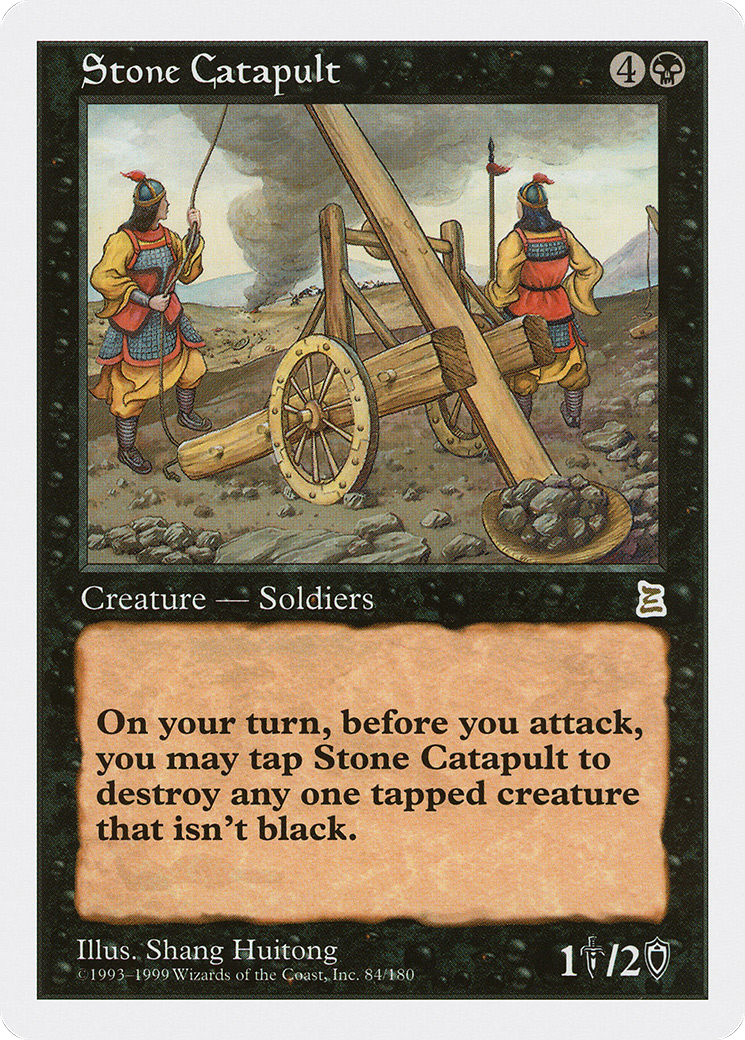 Stone Catapult
4
Creature — Soldiers
On your turn, before you attack,
you may tap Stone Catapult to
destroy any one tapped creature
that isn't black.
Illus. Shang Huitong
©1993–1999 Wizards of the Coast, Inc. 84/180
1/2